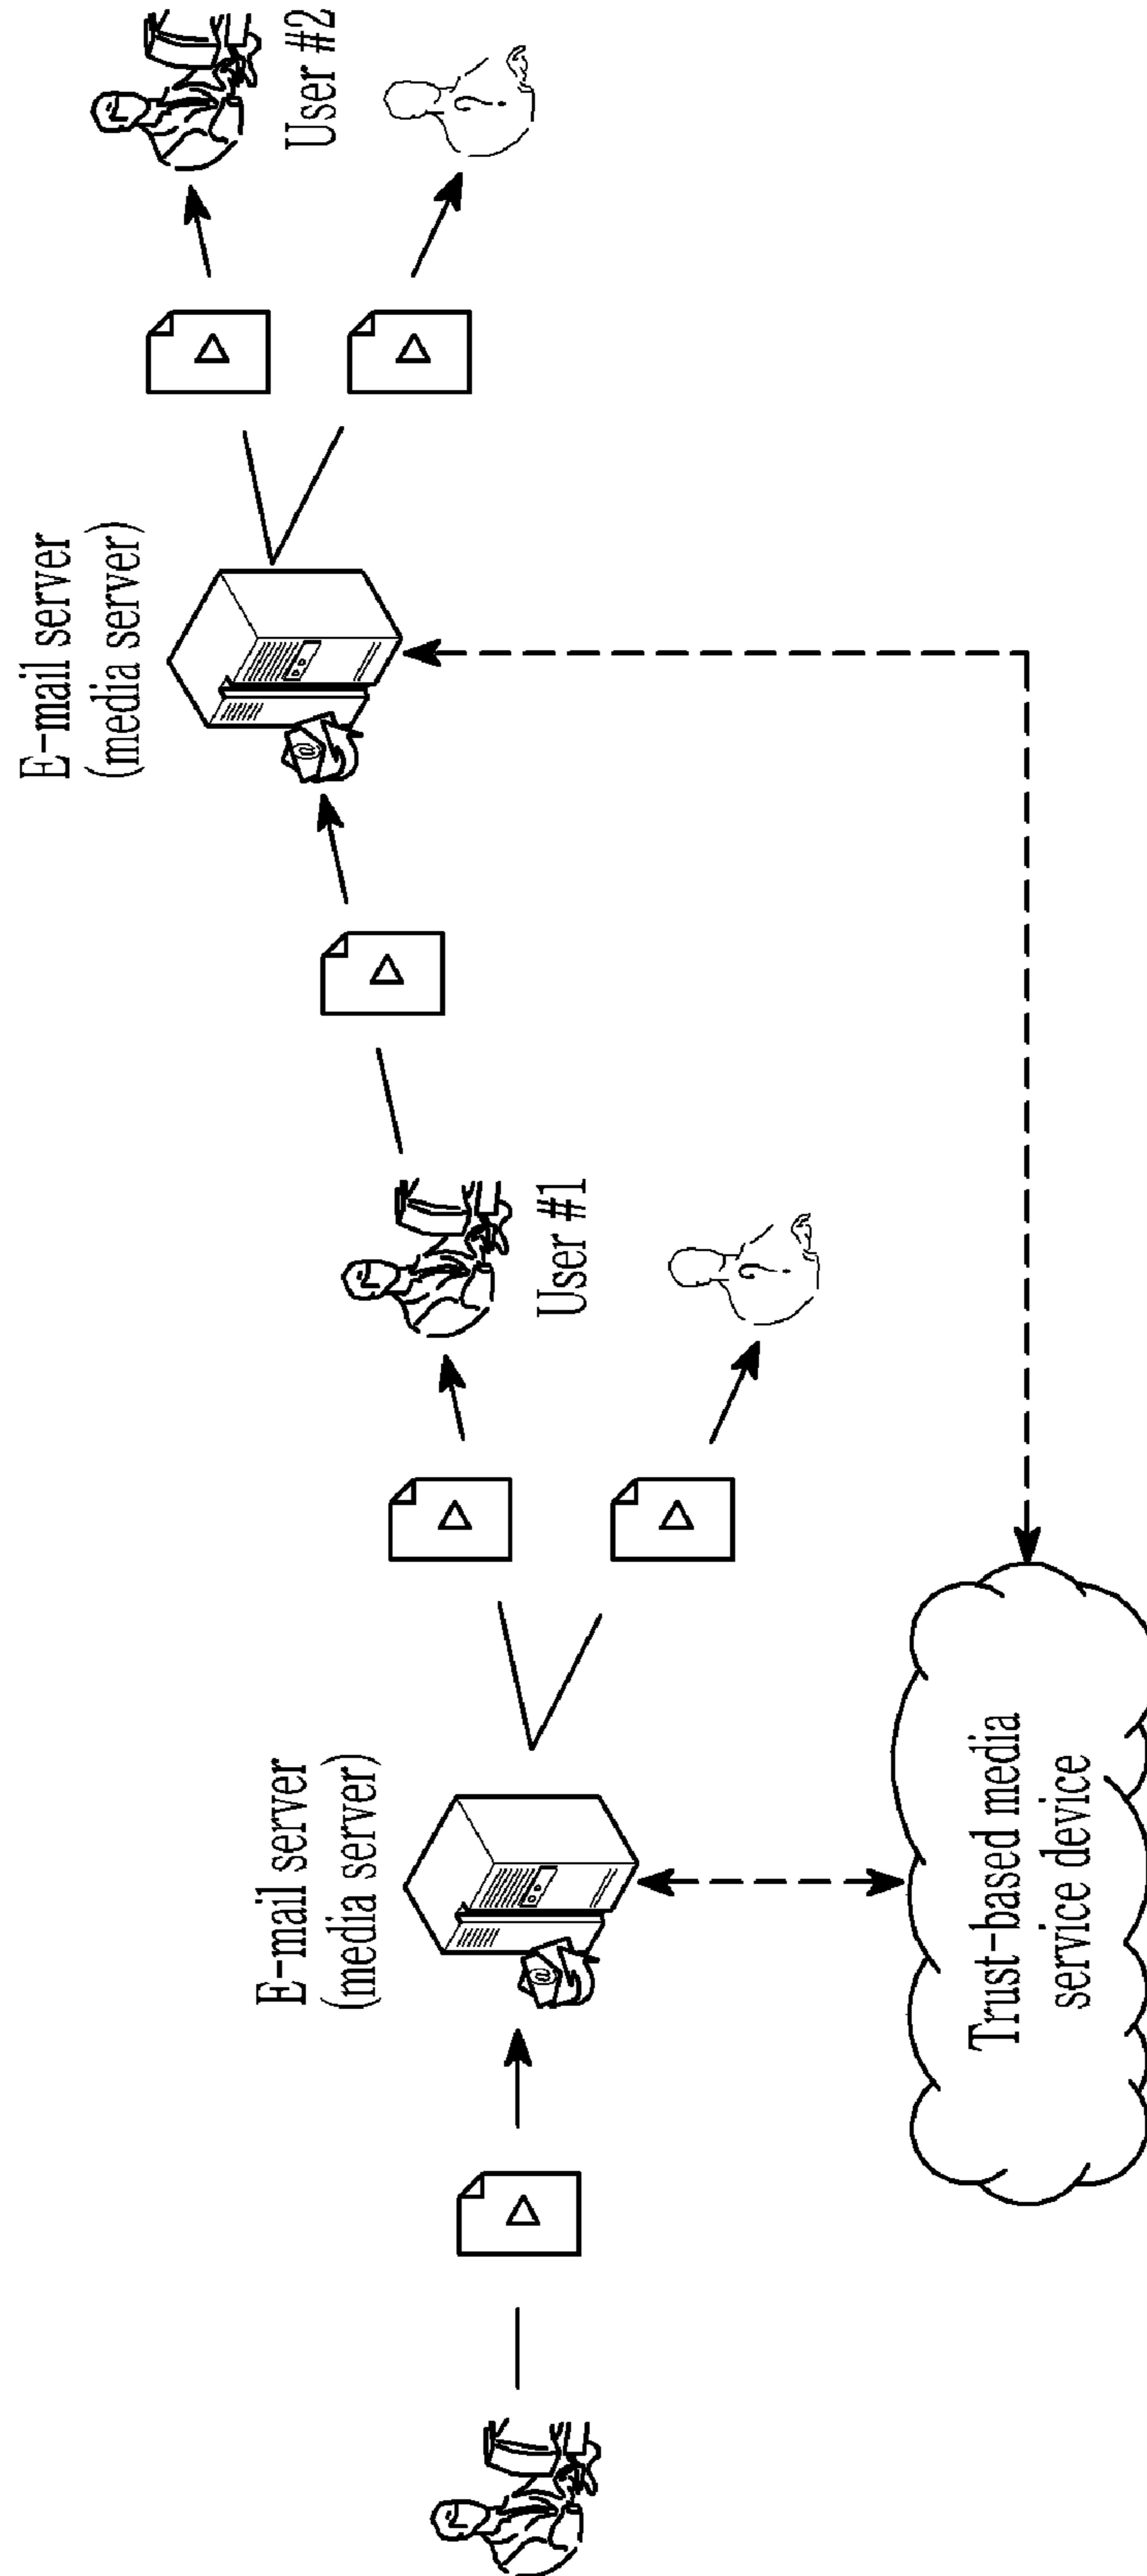 E-mail server
(media server)
User #1
E-mail server
(media server)
User #2
?
?
Trust-based media
service device